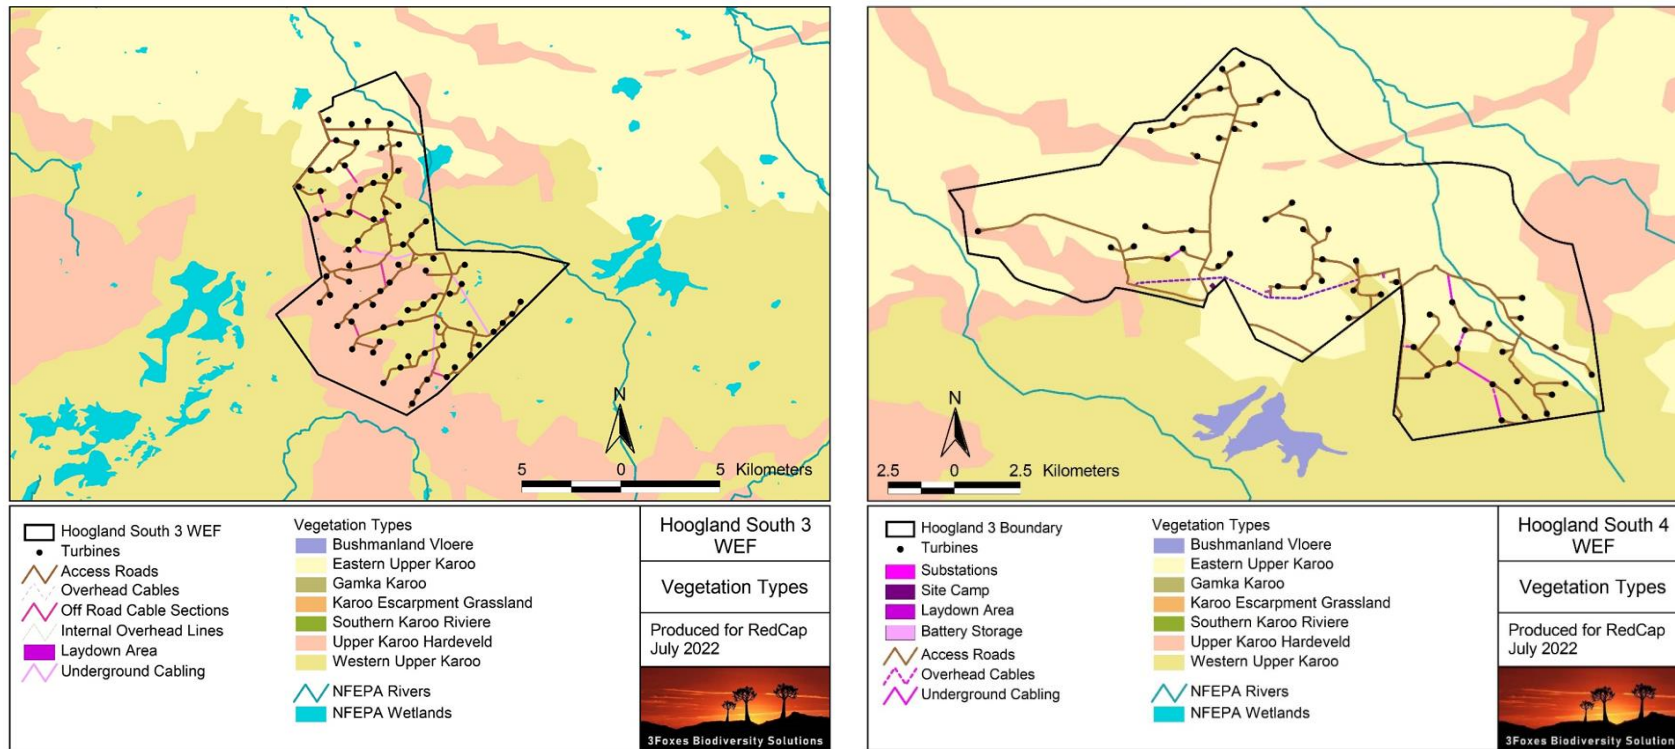 N
5 0 5 Kilometers
Hoogland South 3 WEF
Turbines
Access Roads
Overhead Cables
Off Road Cable Sections
Internal Overhead Lines
Laydown Area
Underground Cabling
Vegetation Types
Bushmanland Vloere
Eastern Upper Karoo
Gamka Karoo
Karoo Escarpment Grassland
Southern Karoo Riviere
Upper Karoo Hardeveld
Western Upper Karoo
NFEPA Rivers
NFEPA Wetlands
Hoogland South 3
WEF
Vegetation Types
Produced for RedCap
July 2022
3Foxes Biodiversity Solutions
N
2.5 0 2.5 Kilometers
Hoogland 3 Boundary
Turbines
Substations
Site Camp
Laydown Area
Battery Storage
Access Roads
Overhead Cables
Underground Cabling
Vegetation Types
Bushmanland Vloere
Eastern Upper Karoo
Gamka Karoo
Karoo Escarpment Grassland
Southern Karoo Riviere
Upper Karoo Hardeveld
Western Upper Karoo
NFEPA Rivers
NFEPA Wetlands
Hoogland South 4
WEF
Vegetation Types
Produced for RedCap
July 2022
3Foxes Biodiversity Solutions